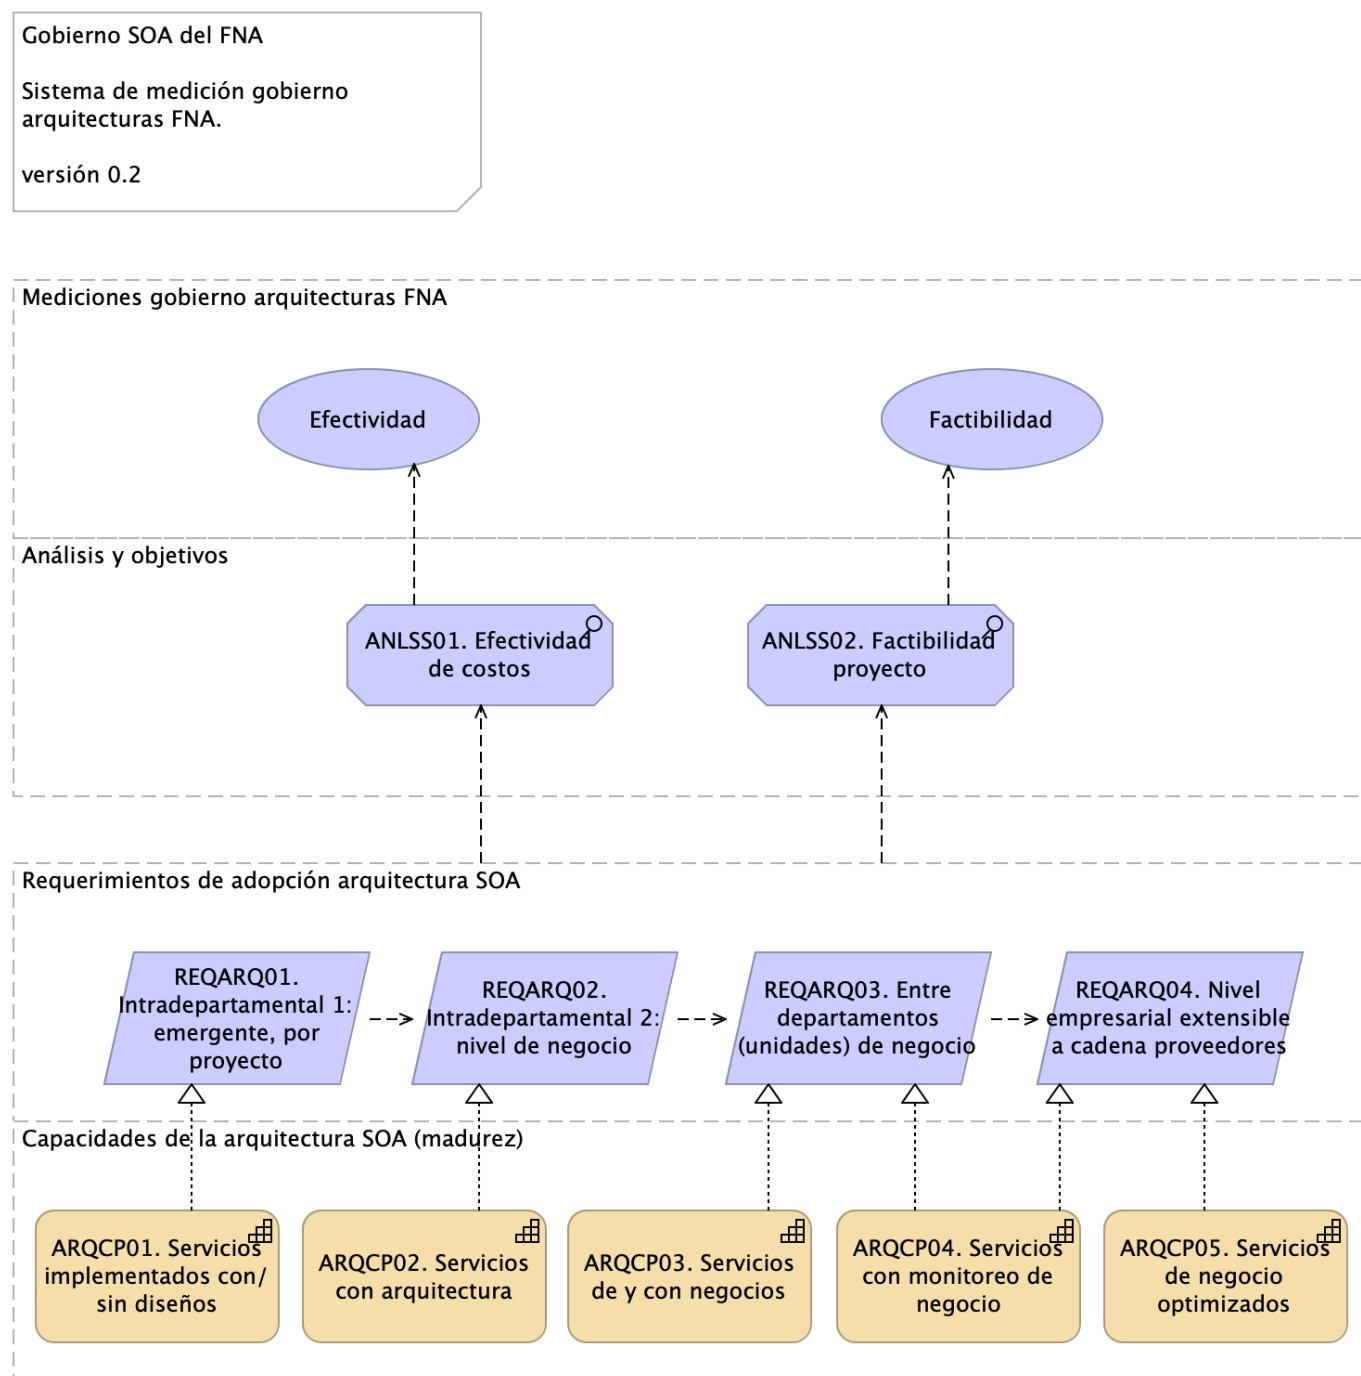 Gobierno SOA del FNA
Sistema de medición gobierno
arquitecturas FNA.
versión 0.2
Mediciones gobierno arquitecturas FNA
Efectividad
Factibilidad
Análisis y objetivos
ANLSS01. Efectividad
de costos
ANLSS02. Factibilidad
proyecto
Requerimientos de adopción arquitectura SOA
REQARQ01.
Intradepartamental 1:
emergente, por
proyecto
REQARQ02.
Intradepartamental 2:
nivel de negocio
REQARQ03. Entre
departamentos
(unidades) de negocio
REQARQ04. Nivel
empresarial extensible
a cadena proveedores
Capacidades de la arquitectura SOA (madurez)
ARQCP01. Servicios
implementados con/
sin diseños
ARQCP02. Servicios
con arquitectura
ARQCP03. Servicios
de y con negocios
ARQCP04. Servicios
con monitoreo de
negocio
ARQCP05. Servicios
de negocio
optimizados